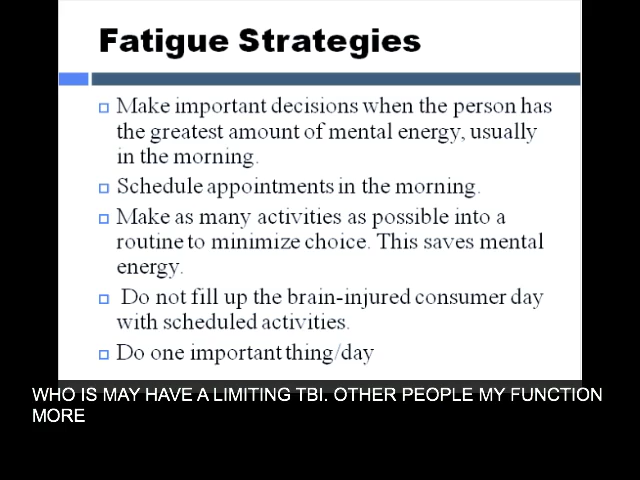 Fatigue Strategies
Make important decisions when the person has
the greatest amount of mental energy, usually
in the morning.
Schedule appointments in the morning.
Make as many activities as possible into a
routine to minimize choice. This saves mental
energy.
Do not fill up the brain-injured consumer day
with scheduled activities.
Do one important thing/day
WHO IS MAY HAVE A LIMITING TBI. OTHER PEOPLE MY FUNCTION
MORE